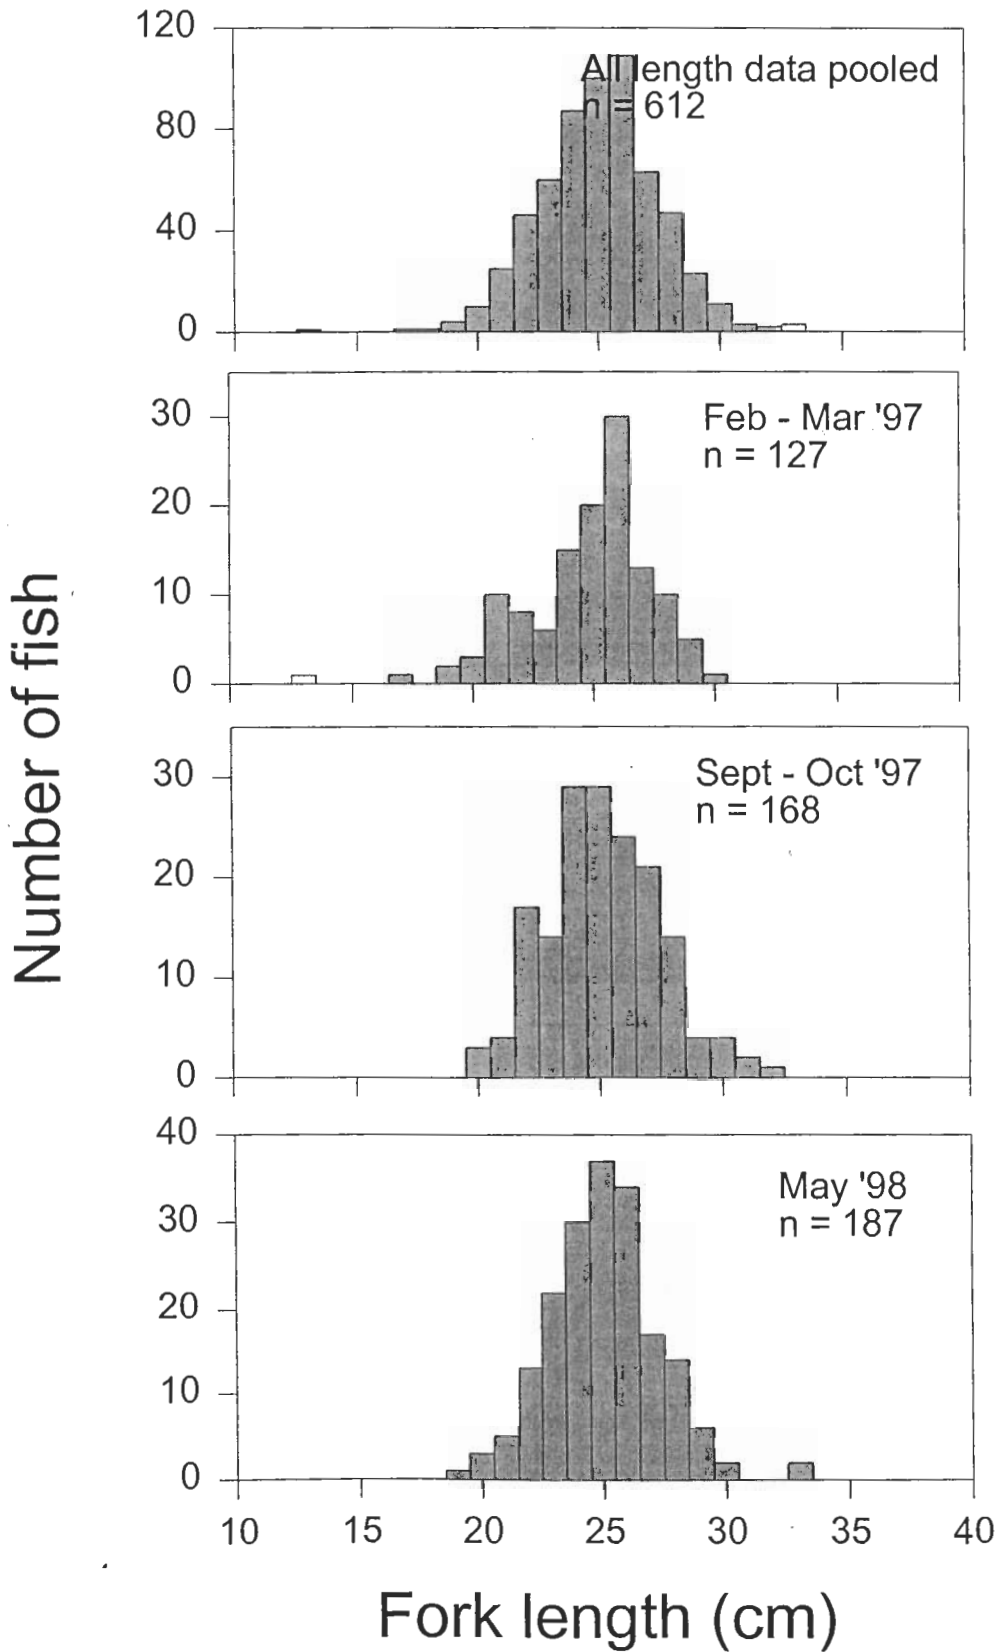 120
80
40
0
All length data pooled
n = 612
30
20
10
0
Feb - Mar '97
n = 127
30
20
10
0
Sept - Oct '97
n = 168
40
30
20
10
0
May '98
n = 187
10 15 20 25 30 35 40
Number of fish
Fork length (cm)